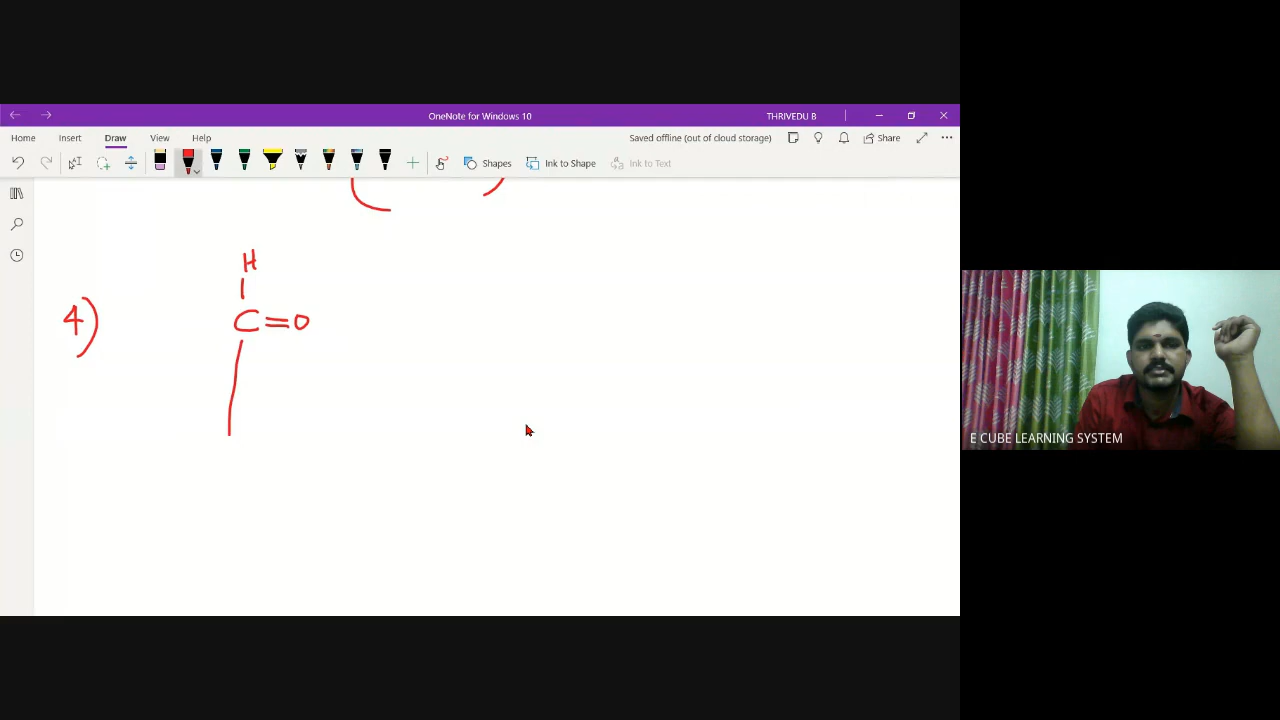 OneNote for Windows 10
THRIVEDU B
Home Insert Draw View Help
Saved offline (out of cloud storage)
Share
Shapes
Ink to Shape
Ink to Text
H
4)
C=O
E CUBE LEARNING SYSTEM